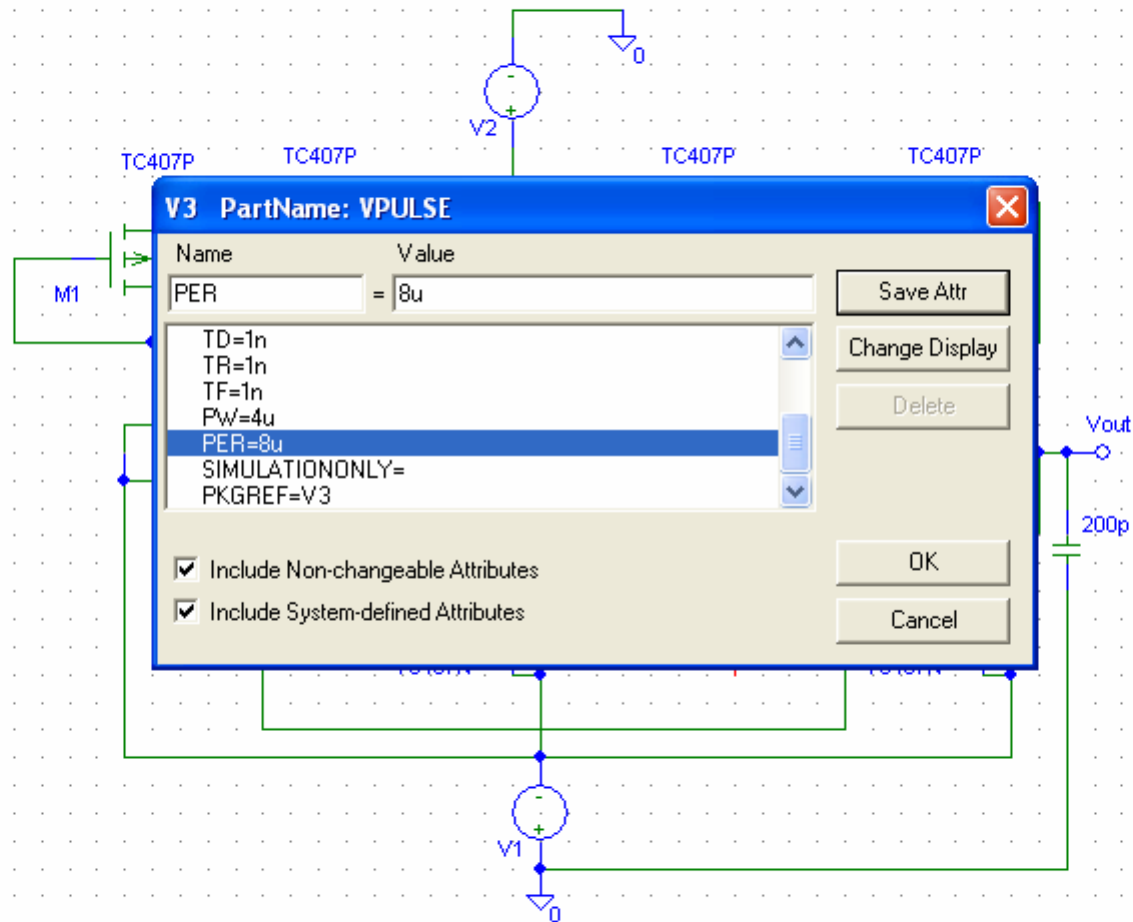 0
V2
TC407P TC407P TC407P TC407P
V3 PartName: VPULSE
Name Value
PER = 8u
Save Attr
TD=1n
TR=1n
TF=1n
PW=4u
PER=8u
SIMULATIONONLY=
PKGREF=V3
Change Display
Delete
M1
Vout
200p
Include Non-changeable Attributes
Include System-defined Attributes
OK
Cancel
V1
0